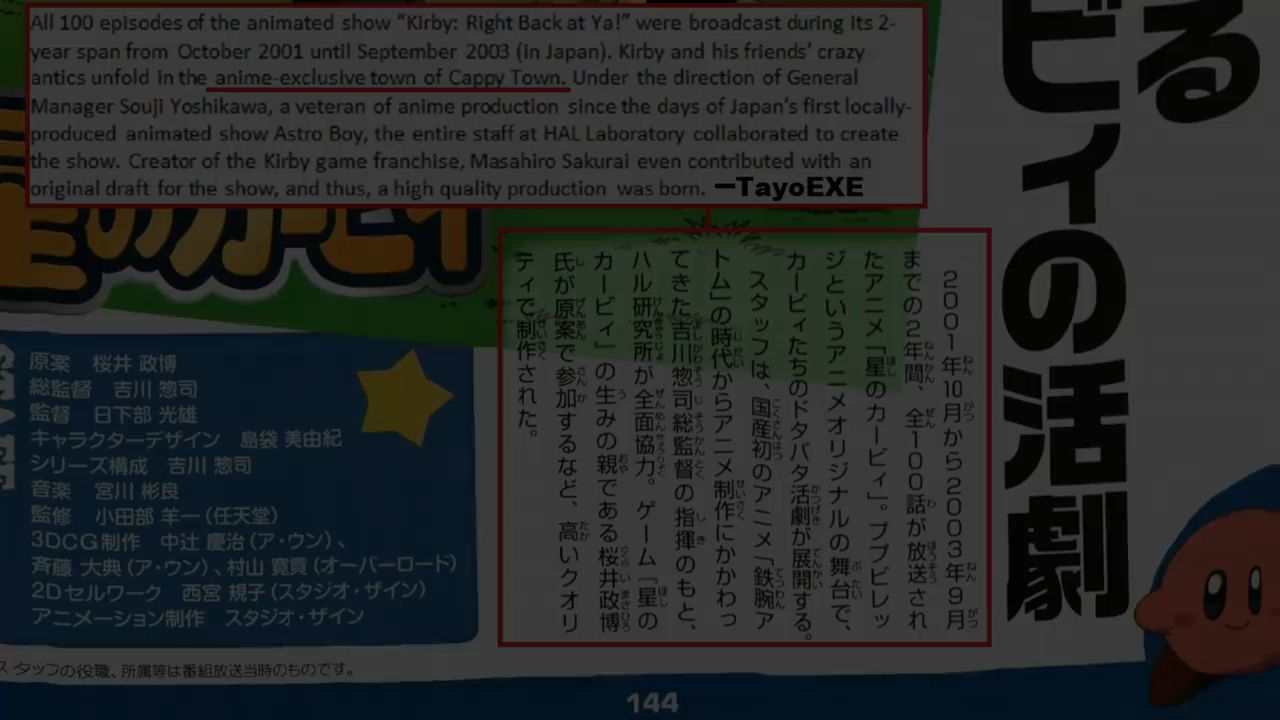 All 100 episodes of the animated show “Kirby: Right Back at Ya!” were broadcast during its 2-
year span from October 2001 until September 2003 (in Japan). Kirby and his friends’ crazy
antics unfold in the anime-exclusive town of Cappy Town. Under the direction of General
Manager Souji Yoshikawa, a veteran of anime production since the days of Japan’s first locally-
produced animated show Astro Boy, the entire staff at HAL Laboratory collaborated to create
the show. Creator of the Kirby game franchise, Masahiro Sakurai even contributed with an
original draft for the show, and thus, a high quality production was born. —TayoEXE
る
ビィの活劇
星のカービィ
2001年10月から2003年9月
までの2年間、全100話が放送され
たアニメ『星のカービィ』。ププビレッ
ジというアニメオリジナルの舞台で、
カービィたちのドタバタ活劇が展開する。
スタッフは、国産初のアニメ「鉄腕ア
トム」の時代からアニメ制作にかかわっ
てきた吉川惣司総監督の指揮のもと、
ハル研究所が全面協力。ゲーム『星の
カービィ』の生みの親である桜井政博
氏が原案で参加するなど、高いクオリ
ティで制作された。
原案 桜井 政博
総監督 吉川 惣司
監督 日下部 光雄
キャラクターデザイン 島袋 美由紀
シリーズ構成 吉川 惣司
音楽 宮川 彬良
監修 小田部 羊一(任天堂)
3DCG制作 中辻 慶治(ア・ウン)、
斉藤 大典(ア・ウン)、村山 寛貢(オーバーロード)
2Dセルワーク 西宮 規子(スタジオ・ザイン)
アニメーション制作 スタジオ・ザイン
スタッフの役職、所属等は番組放送当時のものです。
144